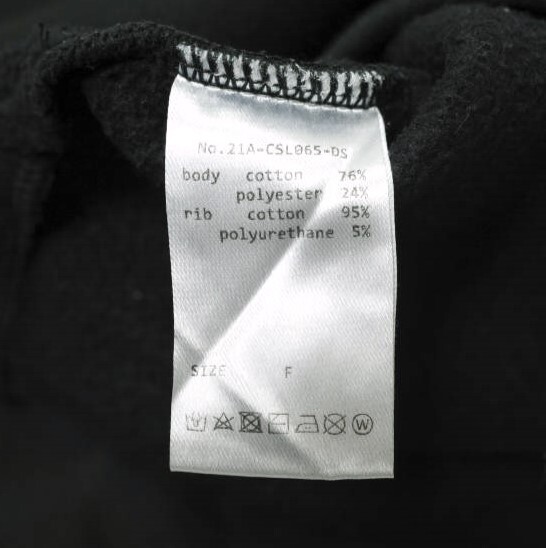 No.21A-CSL065-DS
body cotton 76%
polyester 24%
rib cotton 95%
polyurethane 5%
SIZE F
W